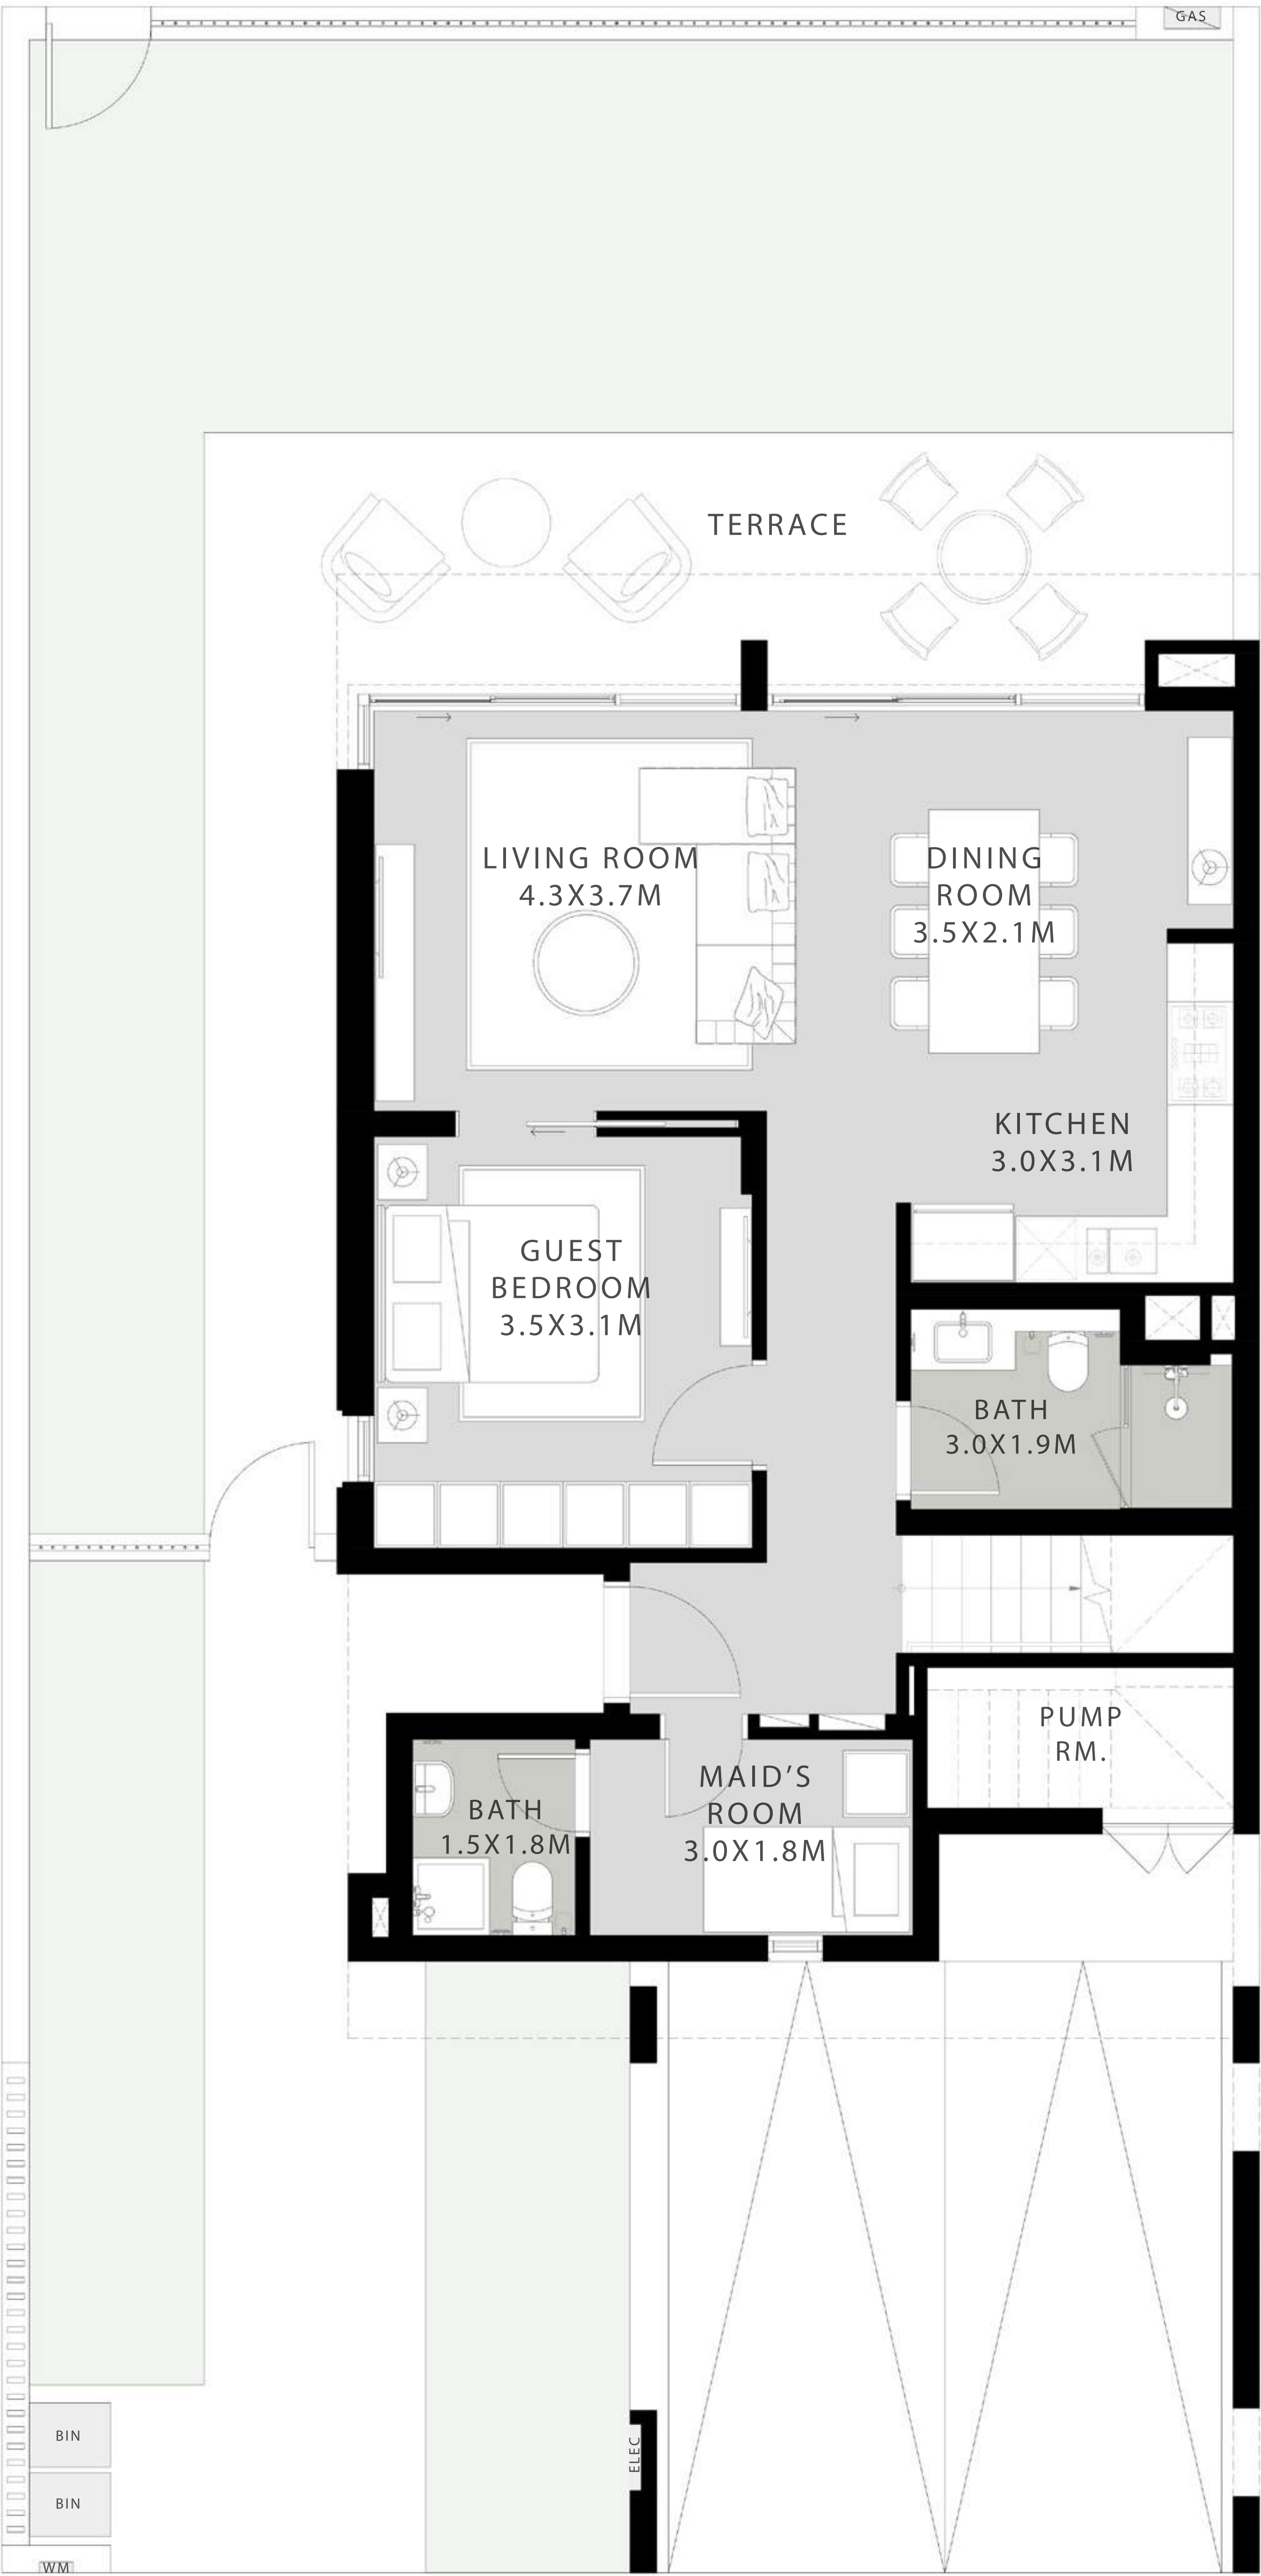 GAS
TERRACE
LIVING ROOM
4.3X3.7M
DINING
ROOM
3.5X2.1M
KITCHEN
3.0X3.1M
GUEST
BEDROOM
3.5X3.1M
BATH
3.0X1.9M
PUMP
RM.
MAID’S
ROOM
3.0X1.8M
BATH
1.5X1.8M
BIN
ELEC
BIN
WM